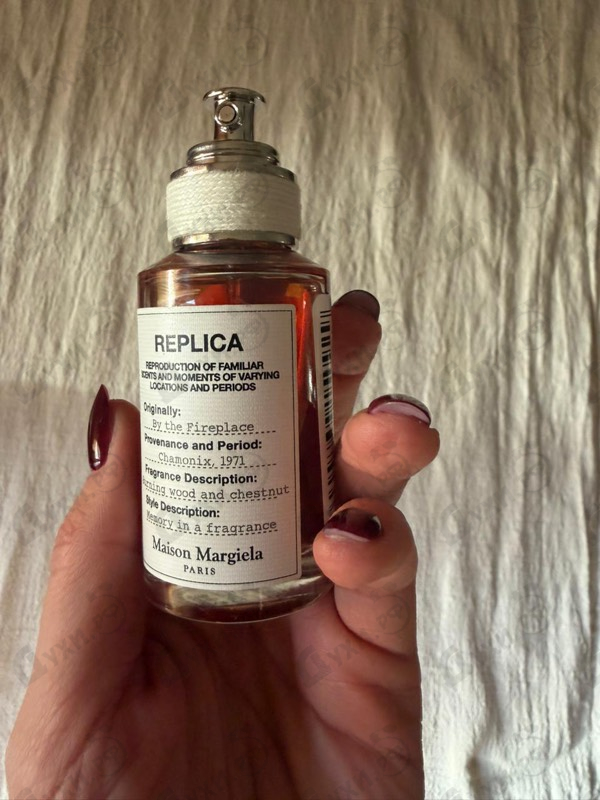 REPLICA
REPRODUCTION OF FAMILIAR
SCENTS AND MOMENTS OF VARYING
LOCATIONS AND PERIODS
Originally:
By the Fireplace
Provenance and Period:
Chamonix, 1971
Fragrance Description:
Burning wood and chestnut
Style Description:
Memory in a fragrance
Maison Margiela
PARIS